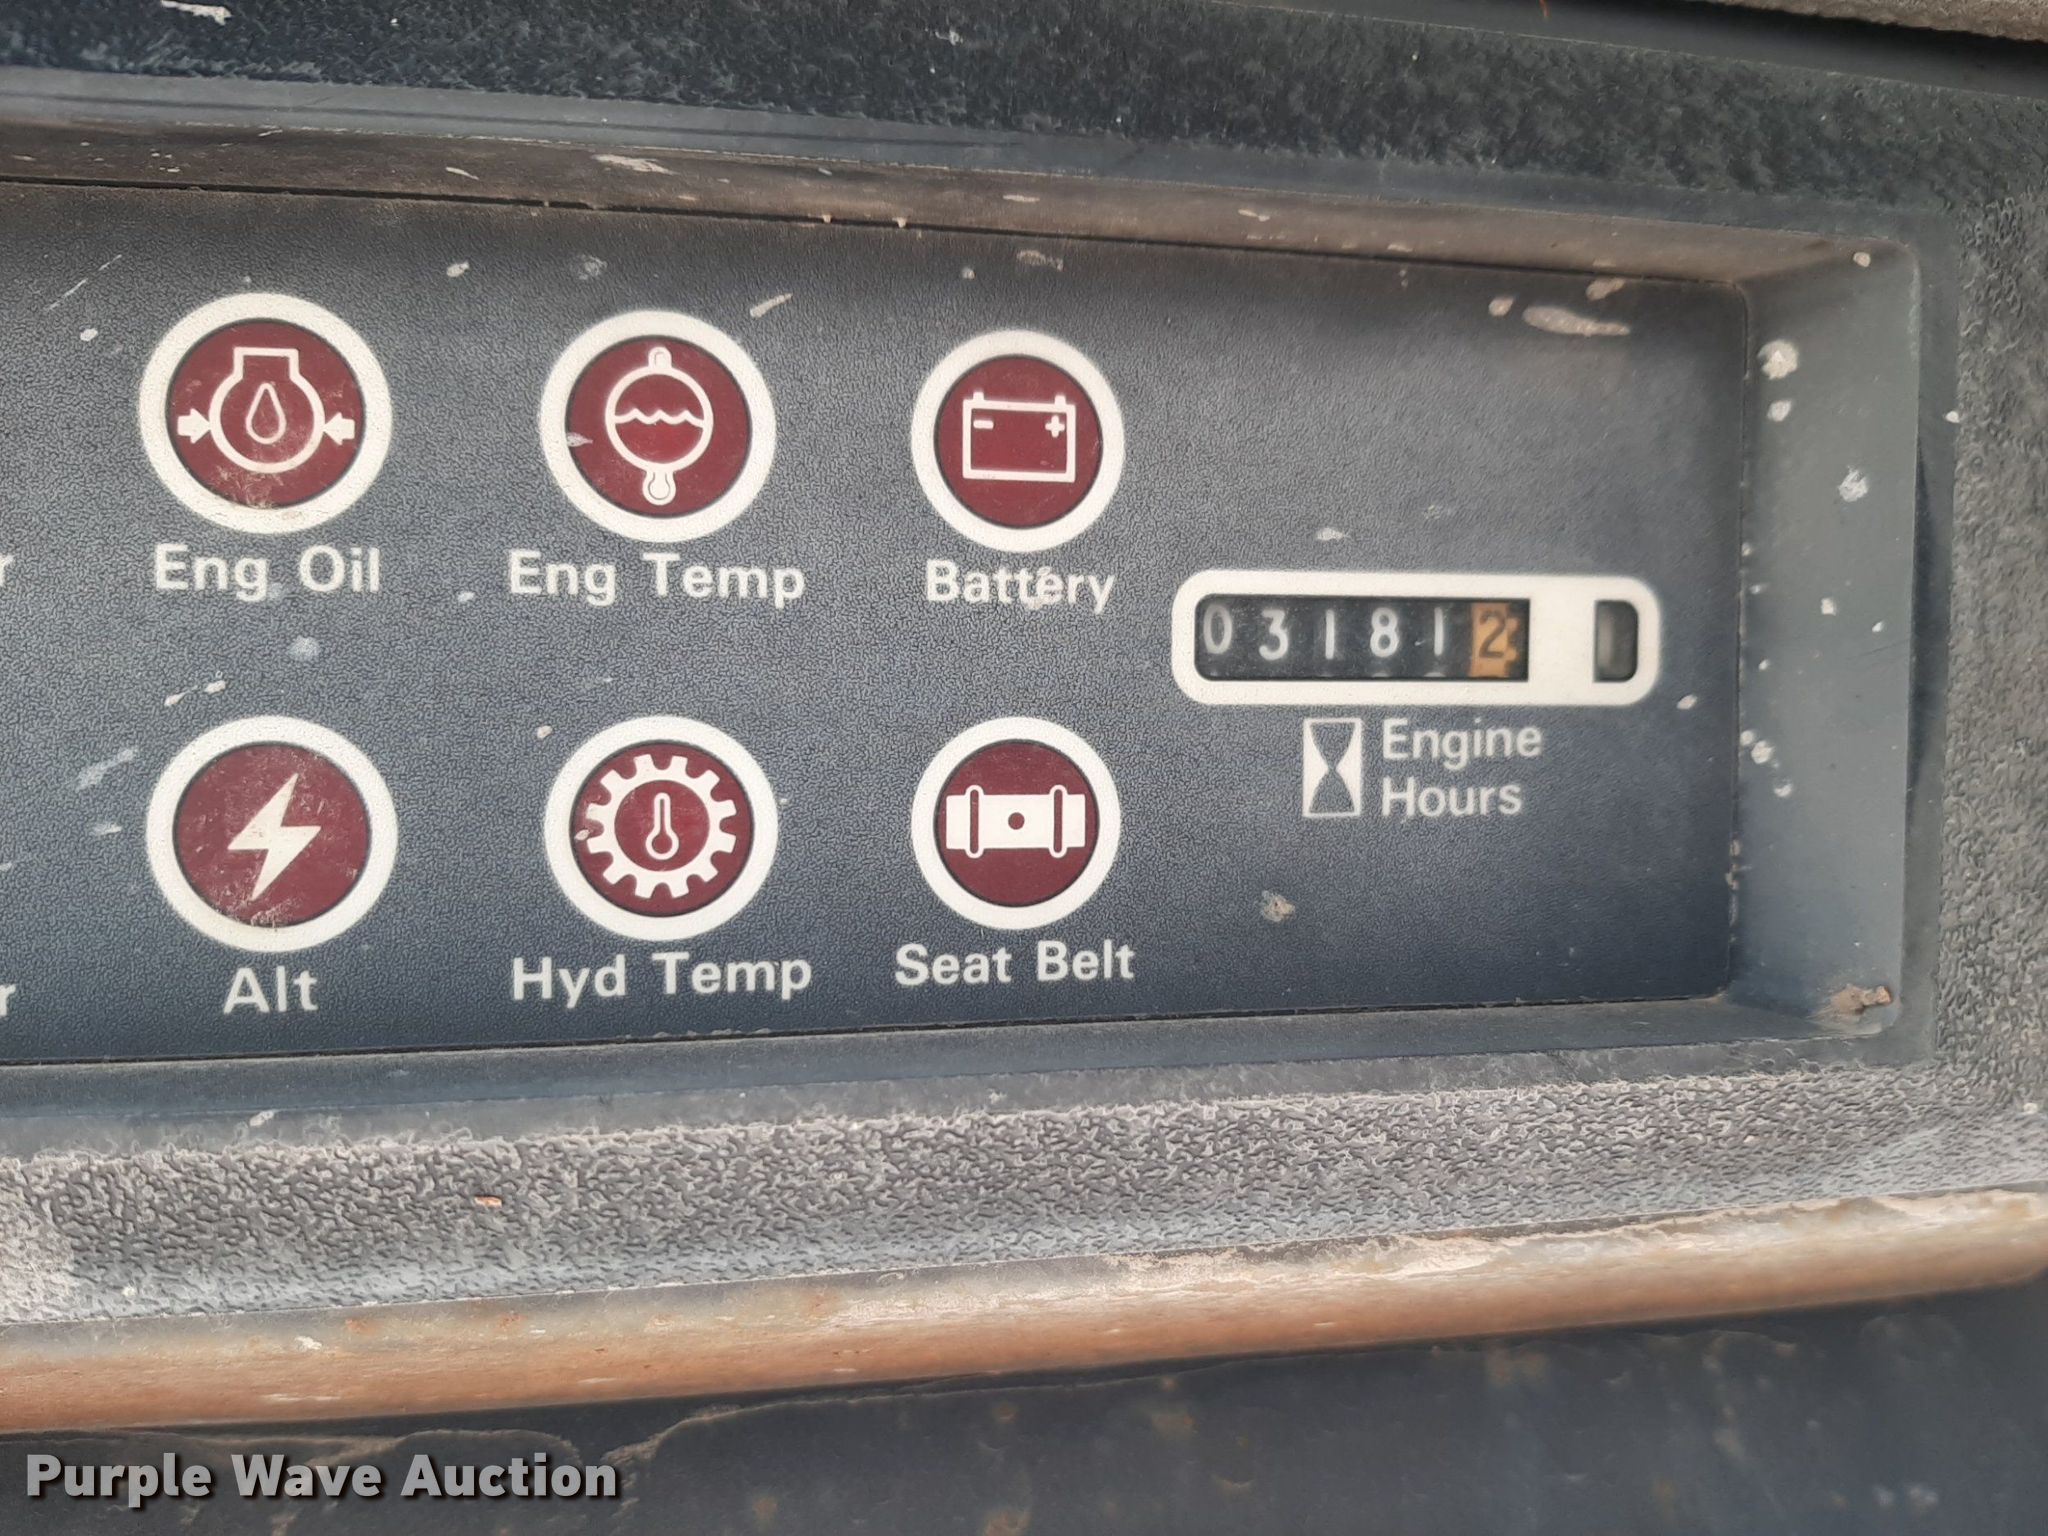 r
Eng Oil
Eng Temp
Battery
031812
Engine
Hours
r
Alt
Hyd Temp
Seat Belt
Purple Wave Auction